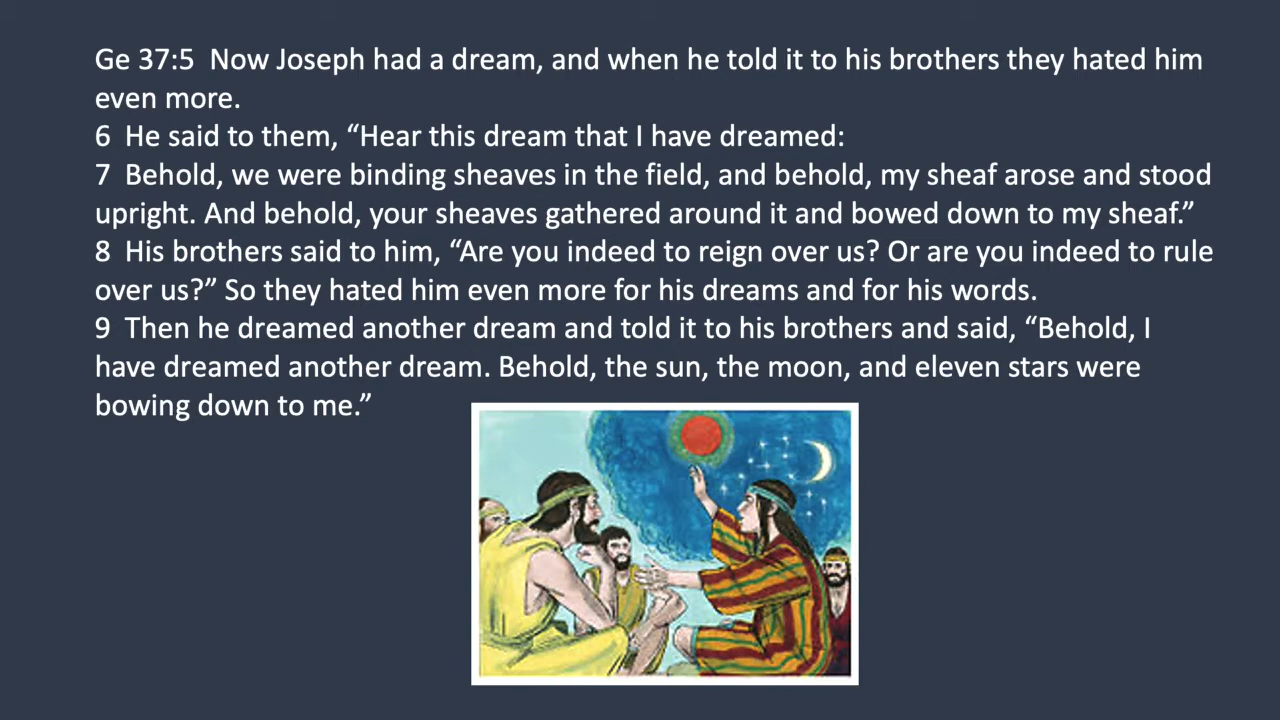 Ge 37:5  Now Joseph had a dream, and when he told it to his brothers they hated him
even more.
6  He said to them, “Hear this dream that I have dreamed:
7  Behold, we were binding sheaves in the field, and behold, my sheaf arose and stood
upright. And behold, your sheaves gathered around it and bowed down to my sheaf.”
8  His brothers said to him, “Are you indeed to reign over us? Or are you indeed to rule
over us?” So they hated him even more for his dreams and for his words.
9  Then he dreamed another dream and told it to his brothers and said, “Behold, I
have dreamed another dream. Behold, the sun, the moon, and eleven stars were
bowing down to me.”